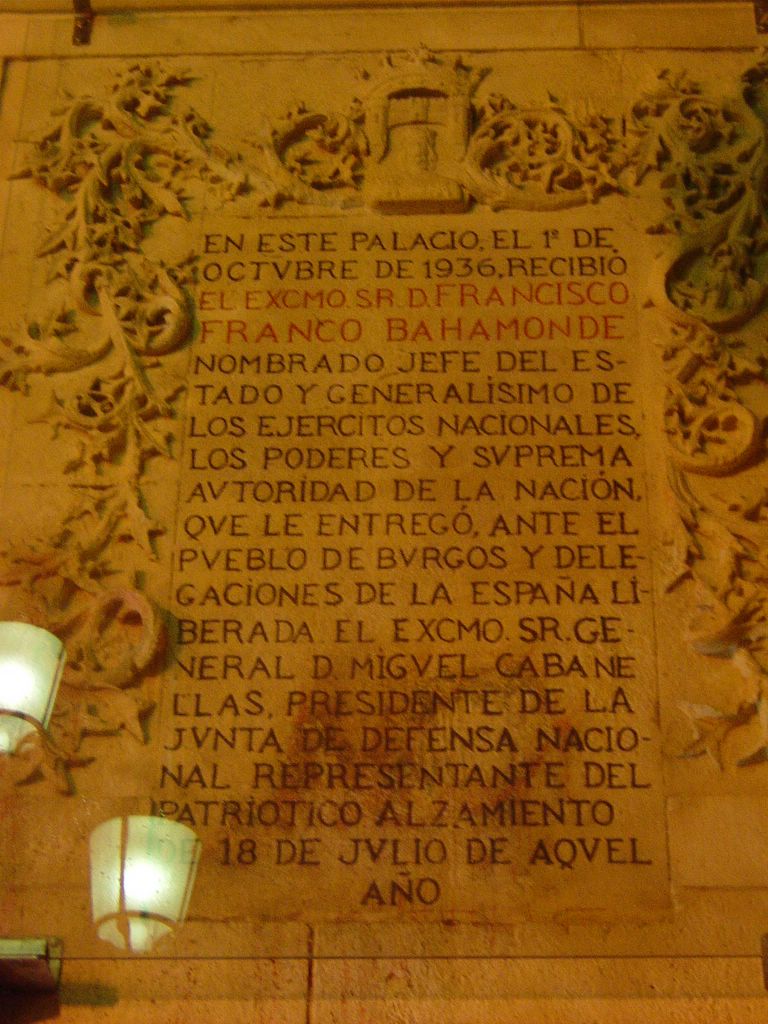 EN ESTE PALACIO, EL 1º DE
OCTVBRE DE 1936, RECIBIÓ
EL EXCMO. SR. D. FRANCISCO
FRANCO BAHAMONDE
NOMBRADO JEFE DEL ES-
TADO Y GENERALÍSIMO DE
LOS EJERCITOS NACIONALES,
LOS PODERES Y SVPREMA
AVTORIDAD DE LA NACIÓN,
QVE LE ENTREGÓ, ANTE EL
PVEBLO DE BVRGOS Y DELE-
GACIONES DE LA ESPAÑA LI-
BERADA EL EXCMO. SR. GE-
NERAL D. MIGVEL CABANE
LLAS, PRESIDENTE DE LA
JVNTA DE DEFENSA NACIO-
NAL REPRESENTANTE DEL
PATRIOTICO ALZAMIENTO
DE 18 DE JVLIO DE AQVEL
AÑO